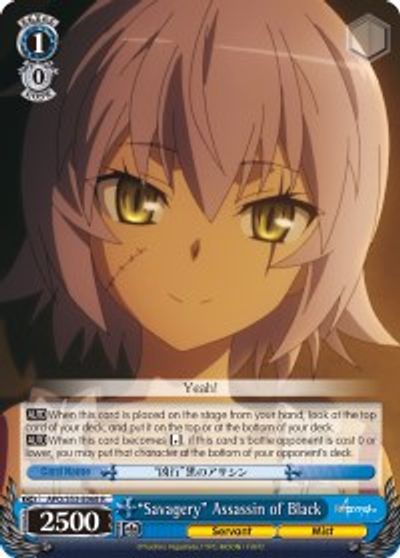 LEVEL
1
0
COST
Yeah!
AUTO When this card is placed on the stage from your hand, look at the top
card of your deck, and put it on the top or at the bottom of your deck.
AUTO When this card becomes [ ], if this card's battle opponent is cost 0 or
lower, you may put that character at the bottom of your opponent's deck.
Card Name "凶行"黒のアサシン
2500
"Savagery" Assassin of Black
Servant Mist